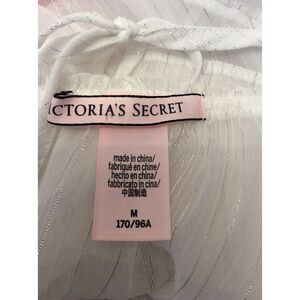 CTORIA'S SECRET
made in china/
fabriqué en chine/
hecho en china/
fabbricato in cina/
中国制造
M
170/96A